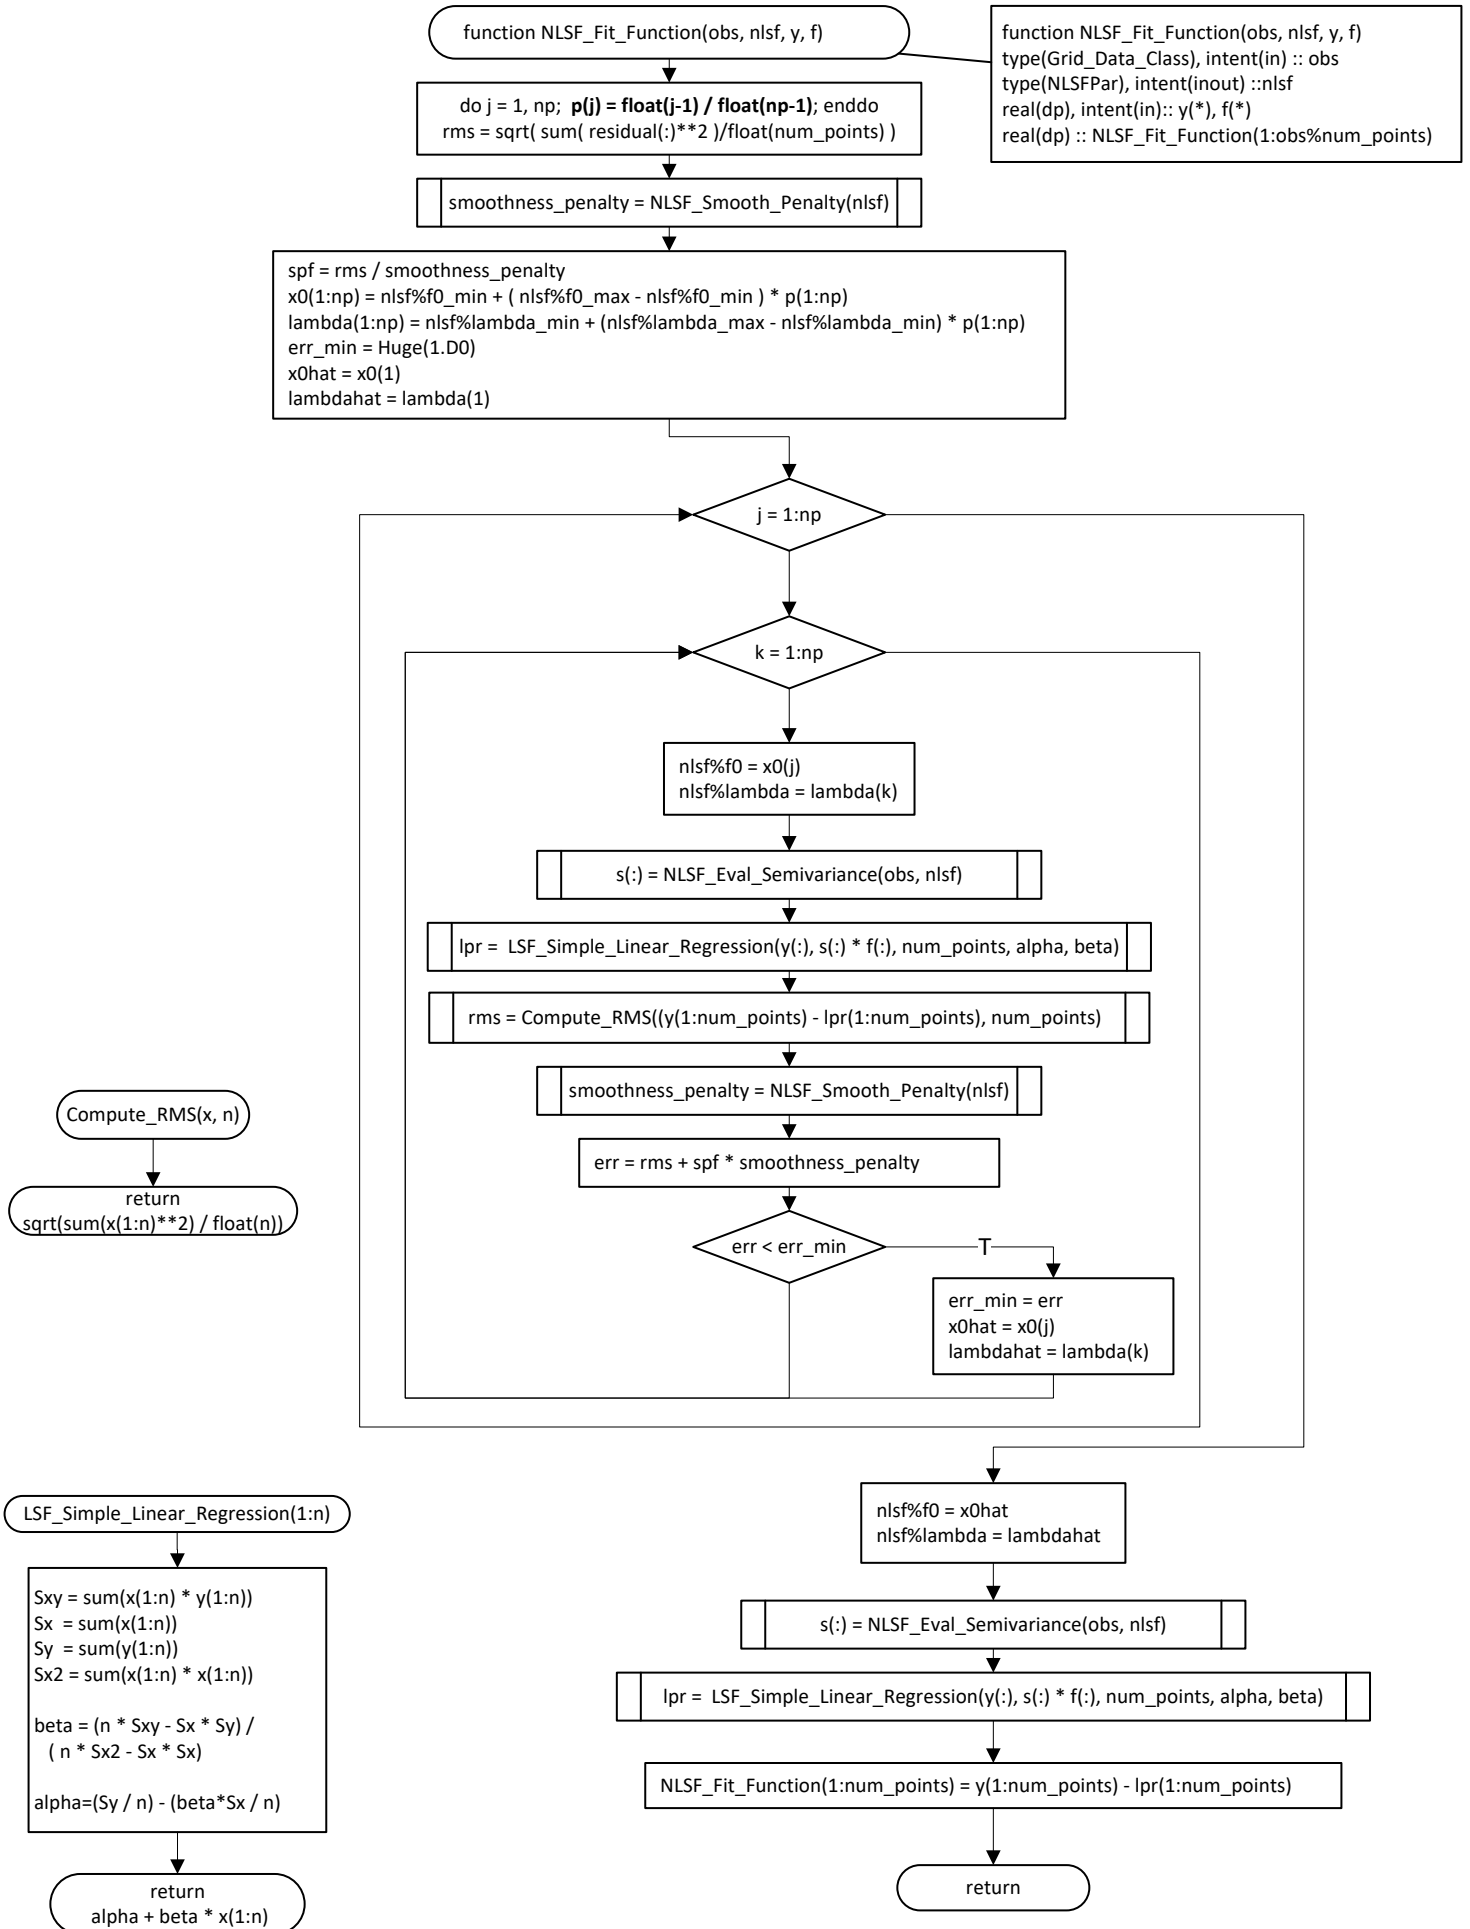 function NLSF_Fit_Function(obs, nlsf, y, f)
function NLSF_Fit_Function(obs, nlsf, y, f)
type(Grid_Data_Class), intent(in) :: obs
type(NLSFPar), intent(inout) ::nlsf
real(dp), intent(in):: y(*), f(*)
real(dp) :: NLSF_Fit_Function(1:obs%num_points)
do j = 1, np;  p(j) = float(j-1) / float(np-1); enddo
rms = sqrt( sum( residual(:)**2 )/float(num_points) )
smoothness_penalty = NLSF_Smooth_Penalty(nlsf)
spf = rms / smoothness_penalty
x0(1:np) = nlsf%f0_min + ( nlsf%f0_max - nlsf%f0_min ) * p(1:np)
lambda(1:np) = nlsf%lambda_min + (nlsf%lambda_max - nlsf%lambda_min) * p(1:np)
err_min = Huge(1.D0)
x0hat = x0(1)
lambdahat = lambda(1)
j = 1:np
k = 1:np
nlsf%f0 = x0(j)
nlsf%lambda = lambda(k)
s(:) = NLSF_Eval_Semivariance(obs, nlsf)
lpr =  LSF_Simple_Linear_Regression(y(:), s(:) * f(:), num_points, alpha, beta)
rms = Compute_RMS((y(1:num_points) - lpr(1:num_points), num_points)
smoothness_penalty = NLSF_Smooth_Penalty(nlsf)
err = rms + spf * smoothness_penalty
err < err_min
T
err_min = err
x0hat = x0(j)
lambdahat = lambda(k)
Compute_RMS(x, n)
return
sqrt(sum(x(1:n)**2) / float(n))
nlsf%f0 = x0hat
nlsf%lambda = lambdahat
s(:) = NLSF_Eval_Semivariance(obs, nlsf)
lpr =  LSF_Simple_Linear_Regression(y(:), s(:) * f(:), num_points, alpha, beta)
NLSF_Fit_Function(1:num_points) = y(1:num_points) - lpr(1:num_points)
return
LSF_Simple_Linear_Regression(1:n)
Sxy = sum(x(1:n) * y(1:n))
Sx  = sum(x(1:n))
Sy  = sum(y(1:n))
Sx2 = sum(x(1:n) * x(1:n))
beta = (n * Sxy - Sx * Sy) /
( n * Sx2 - Sx * Sx)
alpha=(Sy / n) - (beta*Sx / n)
return
alpha + beta * x(1:n)